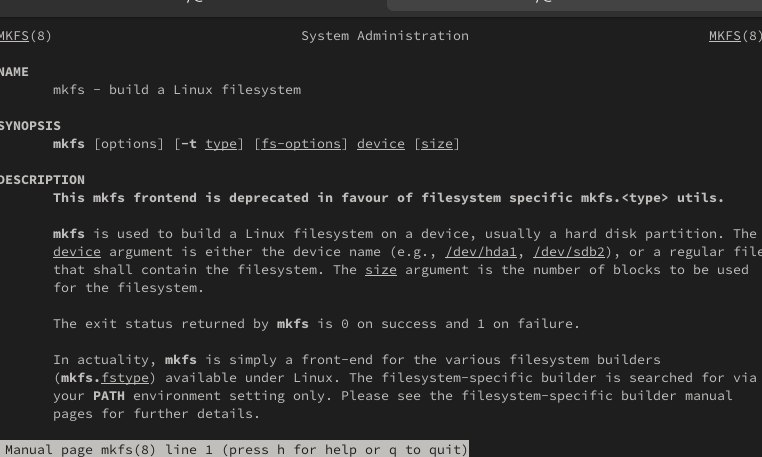 MKFS(8) System Administration MKFS(8)
NAME
mkfs - build a Linux filesystem
SYNOPSIS
mkfs [options] [-t type] [fs-options] device [size]
DESCRIPTION
This mkfs frontend is deprecated in favour of filesystem specific mkfs.<type> utils.
mkfs is used to build a Linux filesystem on a device, usually a hard disk partition. The
device argument is either the device name (e.g., /dev/hda1, /dev/sdb2), or a regular file
that shall contain the filesystem. The size argument is the number of blocks to be used
for the filesystem.
The exit status returned by mkfs is 0 on success and 1 on failure.
In actuality, mkfs is simply a front-end for the various filesystem builders
(mkfs.fstype) available under Linux. The filesystem-specific builder is searched for via
your PATH environment setting only. Please see the filesystem-specific builder manual
pages for further details.
Manual page mkfs(8) line 1 (press h for help or q to quit)